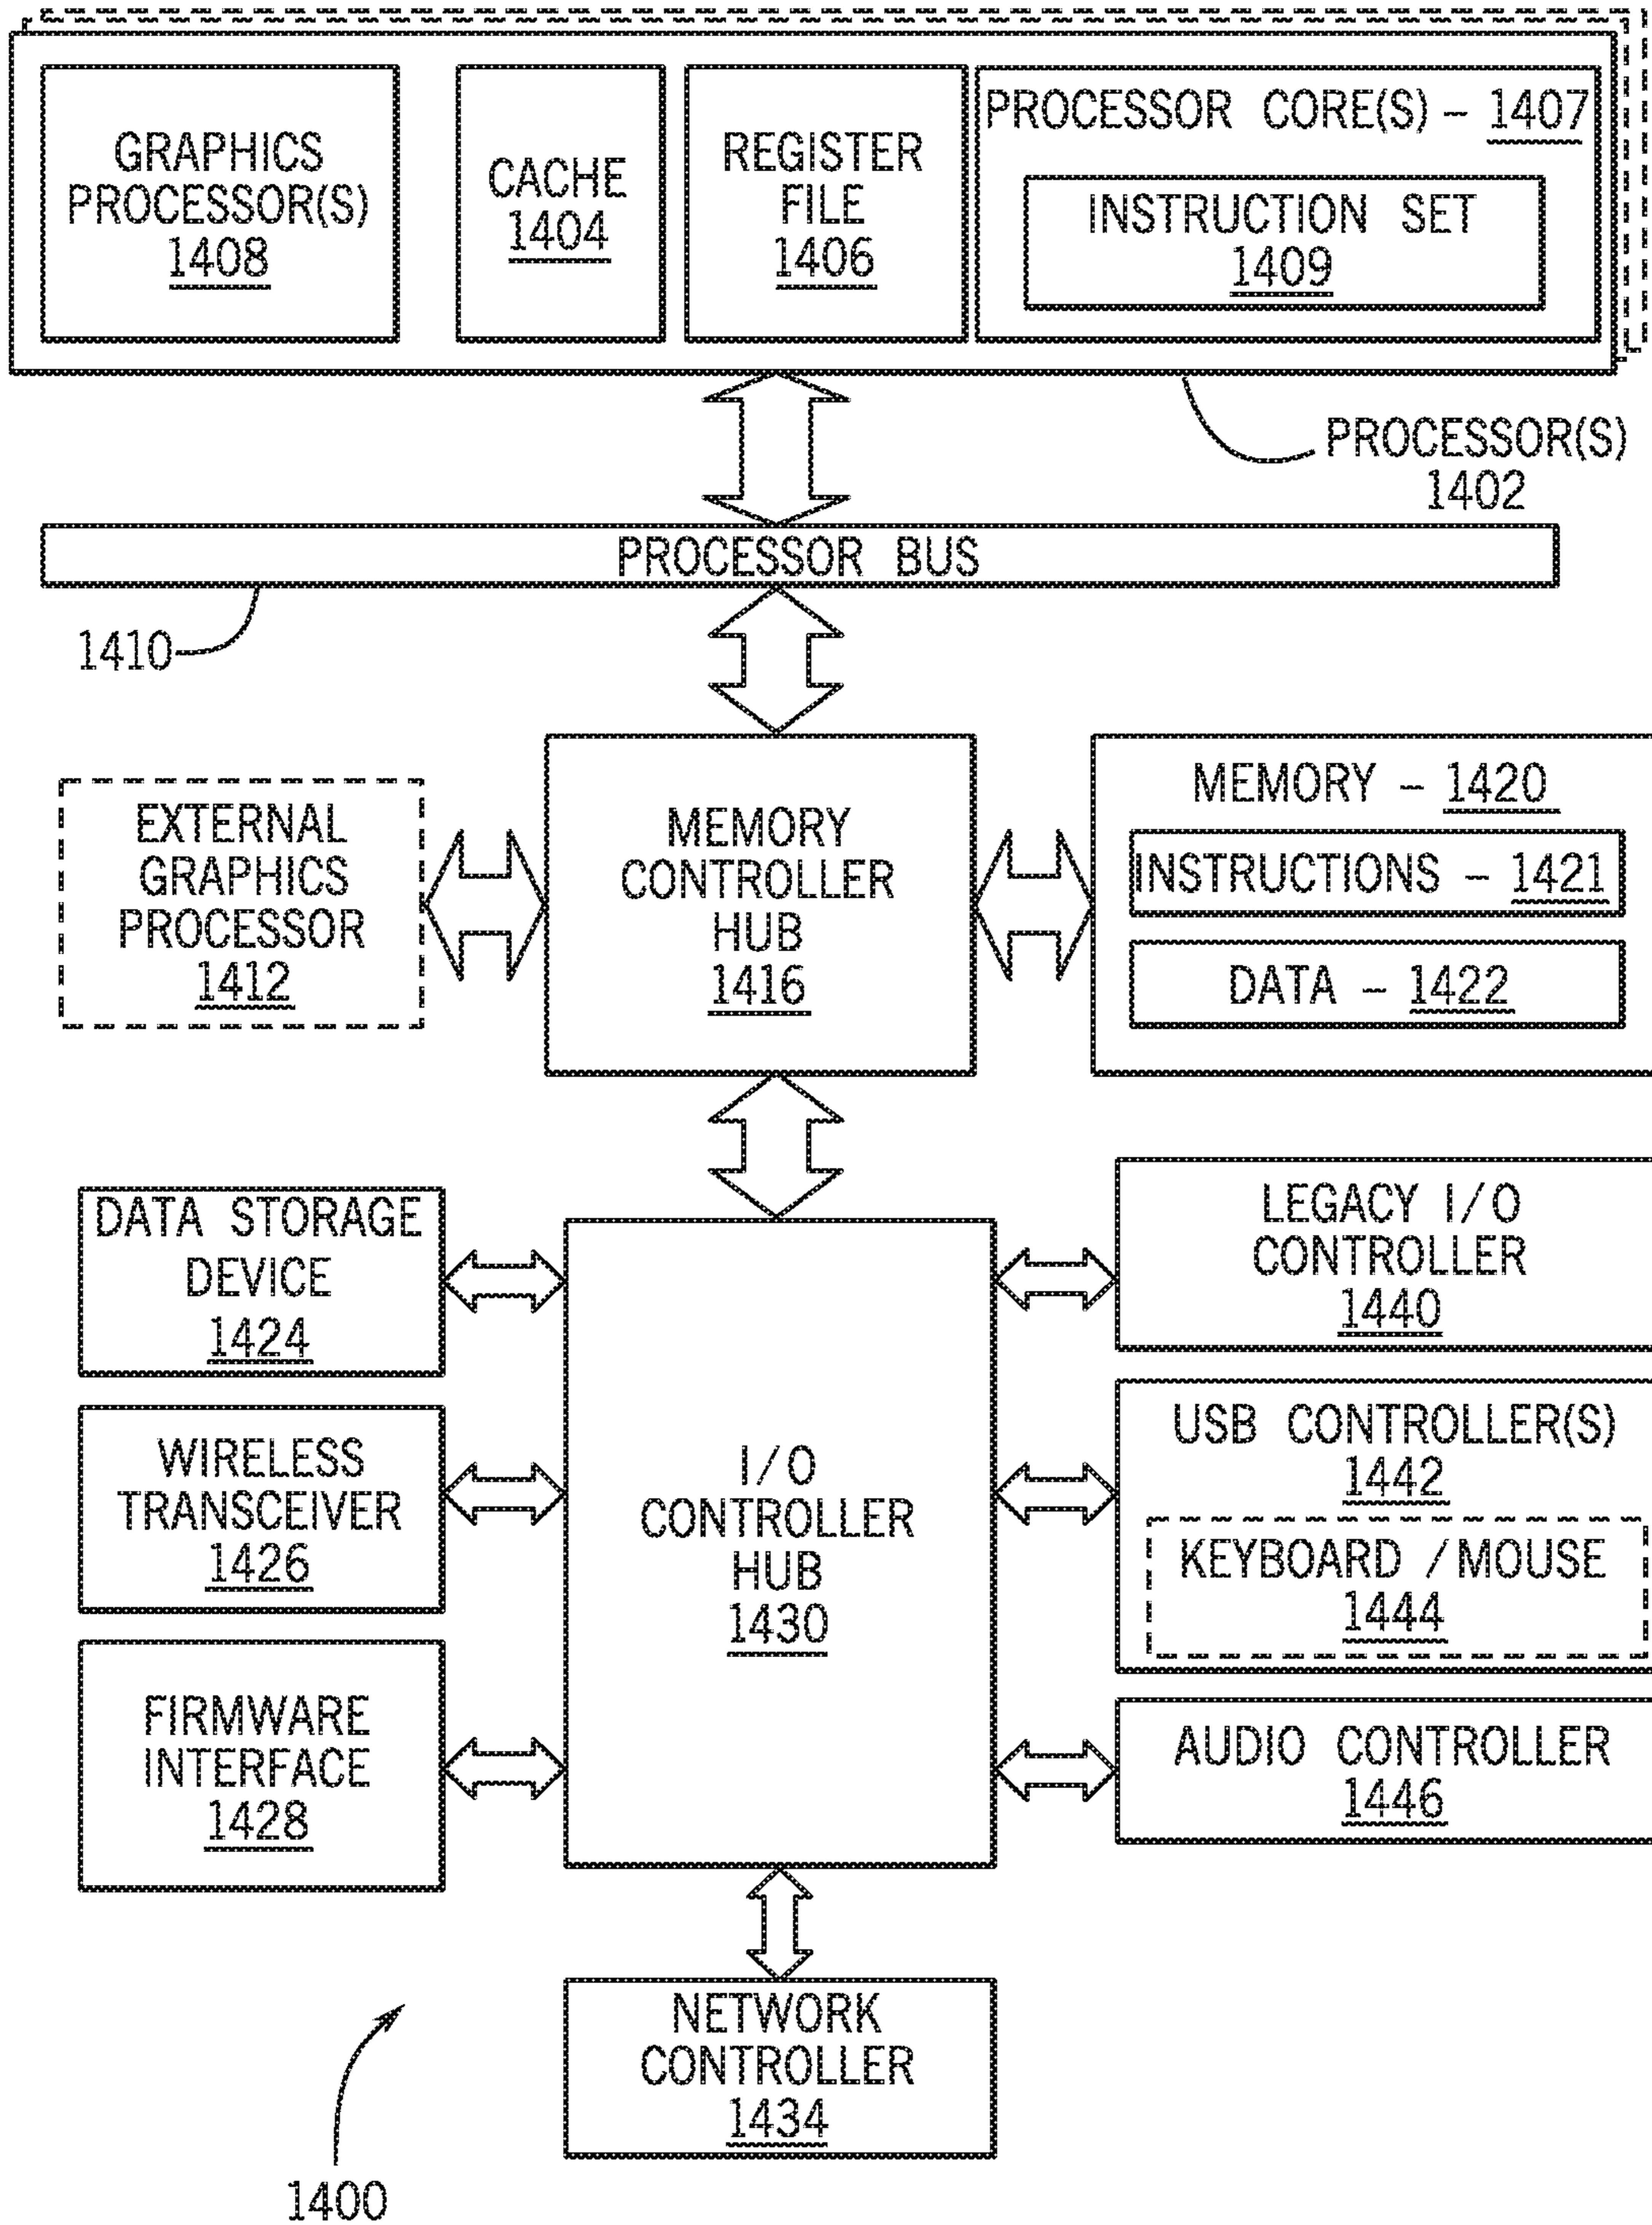 GRAPHICS
PROCESSOR(S)
1408
CACHE
1404
REGISTER
FILE
1406
PROCESSOR CORE(S) – 1407
INSTRUCTION SET
1409
PROCESSOR(S)
1402
PROCESSOR BUS
1410
EXTERNAL
GRAPHICS
PROCESSOR
1412
MEMORY
CONTROLLER
HUB
1416
MEMORY – 1420
INSTRUCTIONS – 1421
DATA – 1422
DATA STORAGE
DEVICE
1424
WIRELESS
TRANSCEIVER
1426
FIRMWARE
INTERFACE
1428
I/O
CONTROLLER
HUB
1430
LEGACY I/O
CONTROLLER
1440
USB CONTROLLER(S)
1442
KEYBOARD /MOUSE
1444
AUDIO CONTROLLER
1446
NETWORK
CONTROLLER
1434
1400